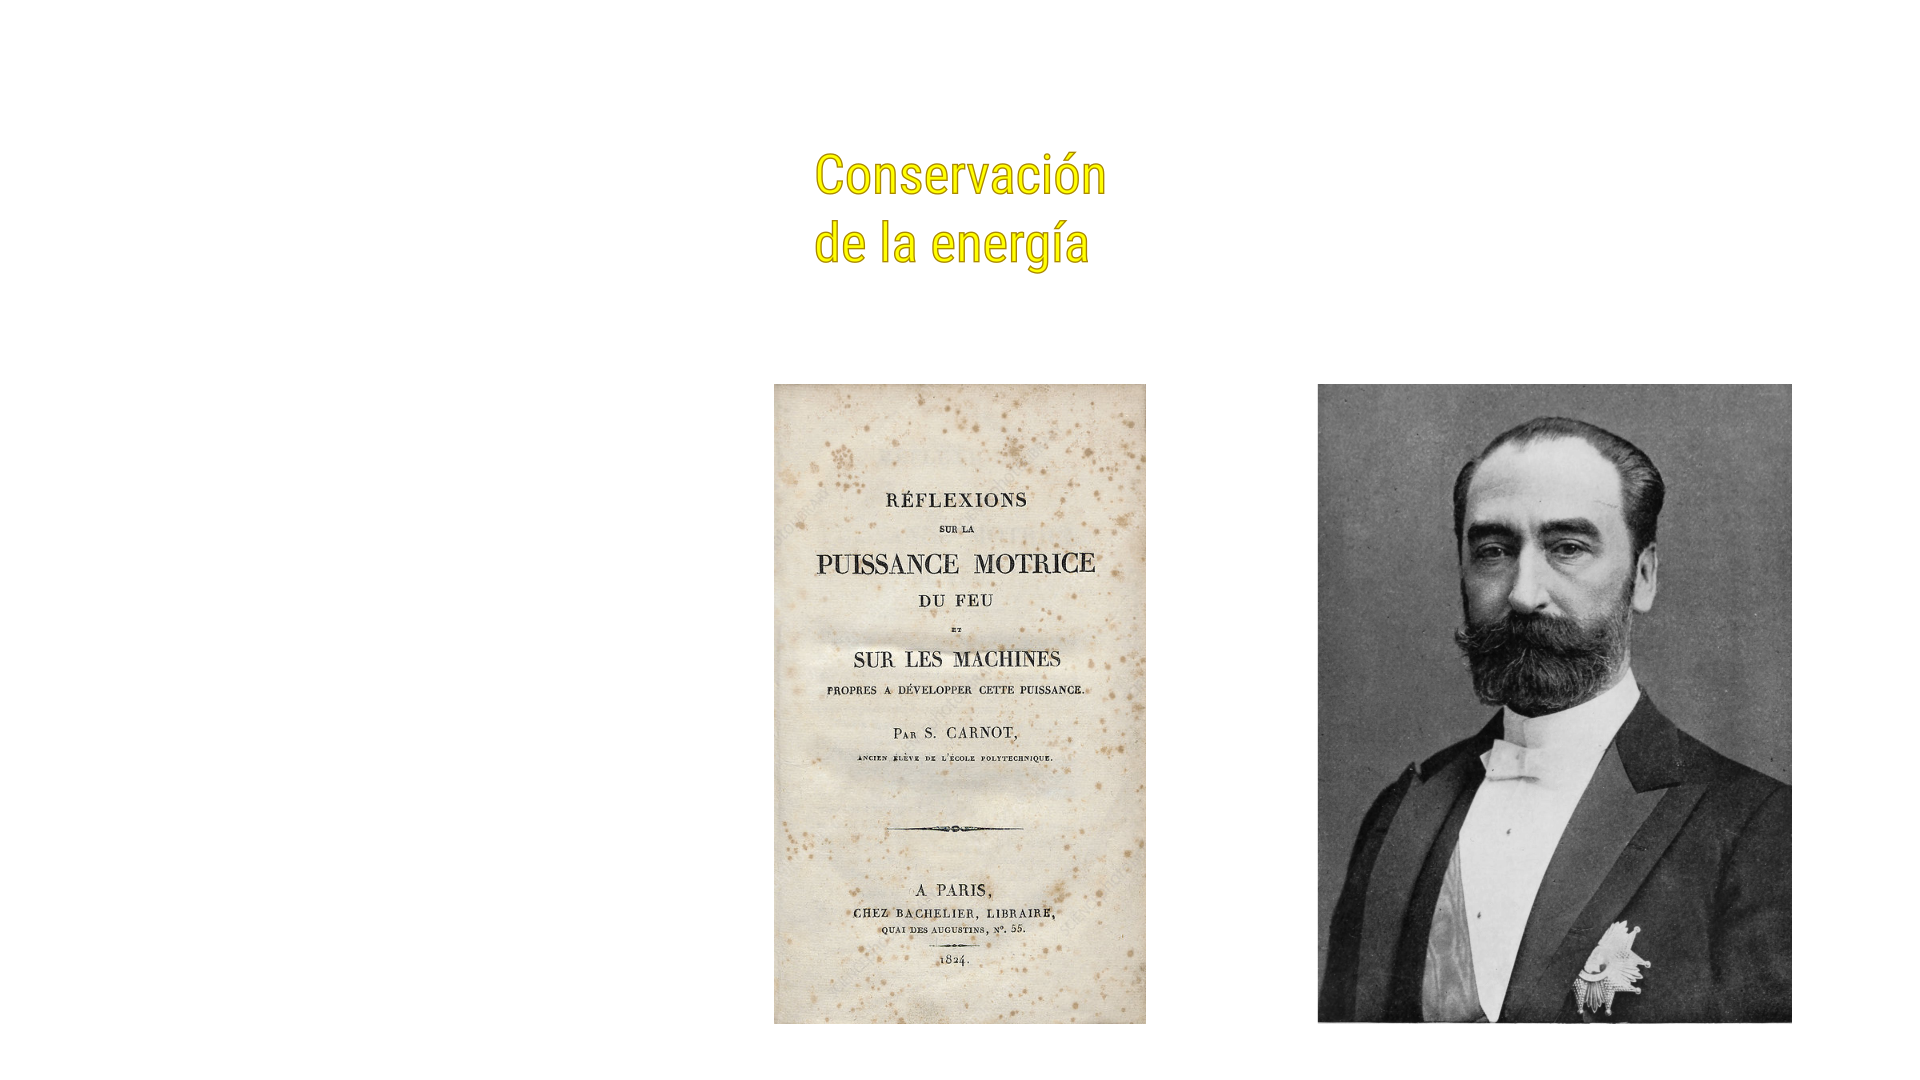 Conservación
de la energía
RÉFLEXIONS
SUR LA
PUISSANCE MOTRICE
DU FEU
ET
SUR LES MACHINES
PROPRES A DÉVELOPPER CETTE PUISSANCE.
PAR S. CARNOT,
ANCIEN ÉLÈVE DE L'ÉCOLE POLYTECHNIQUE.
A PARIS,
CHEZ BACHELIER, LIBRAIRE,
QUAI DES AUGUSTINS, Nº. 55.
1824.